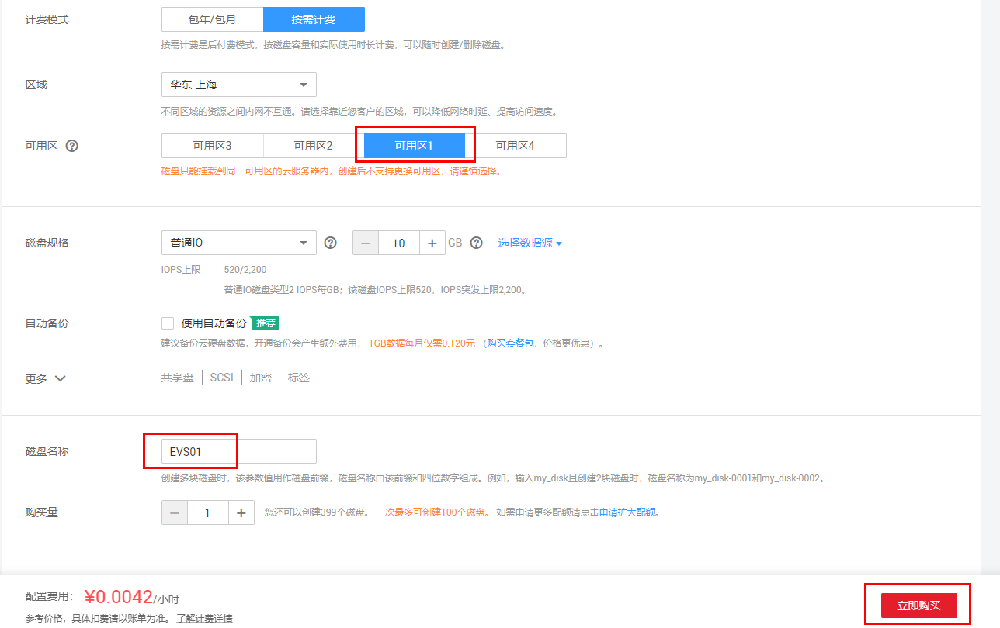 计费模式 包年/包月 按需计费
按需计费是后付费模式，按磁盘容量和实际使用时长计费，可以随时创建/删除磁盘。
区域 华东-上海二
不同区域的资源之间内网不互通。请选择靠近您客户的区域，可以降低网络时延、提高访问速度。
可用区 ? 可用区3 可用区2 可用区1 可用区4
磁盘只能挂载到同一可用区的云服务器内，创建后不支持更换可用区，请谨慎选择。
磁盘规格 普通IO ? − 10 + GB ? 选择数据源
IOPS上限 520/2,200
普通IO磁盘类型2 IOPS每GB；该磁盘IOPS上限520，IOPS突发上限2,200。
自动备份 使用自动备份 推荐
建议备份云硬盘数据，开通备份会产生额外费用， 1GB数据每月仅需0.120元 （购买套餐包，价格更优惠）。
更多 共享盘 SCSI 加密 标签
磁盘名称 EVS01
创建多块磁盘时，该参数值用作磁盘前缀，磁盘名称由该前缀和四位数字组成。例如，输入my_disk且创建2块磁盘时，磁盘名称为my_disk-0001和my_disk-0002。
购买量 − 1 + 您还可以创建399个磁盘。 一次最多可创建100个磁盘。 如需申请更多配额请点击申请扩大配额。
配置费用： ¥0.0042/小时 立即购买
参考价格，具体扣费请以账单为准。 了解计费详情